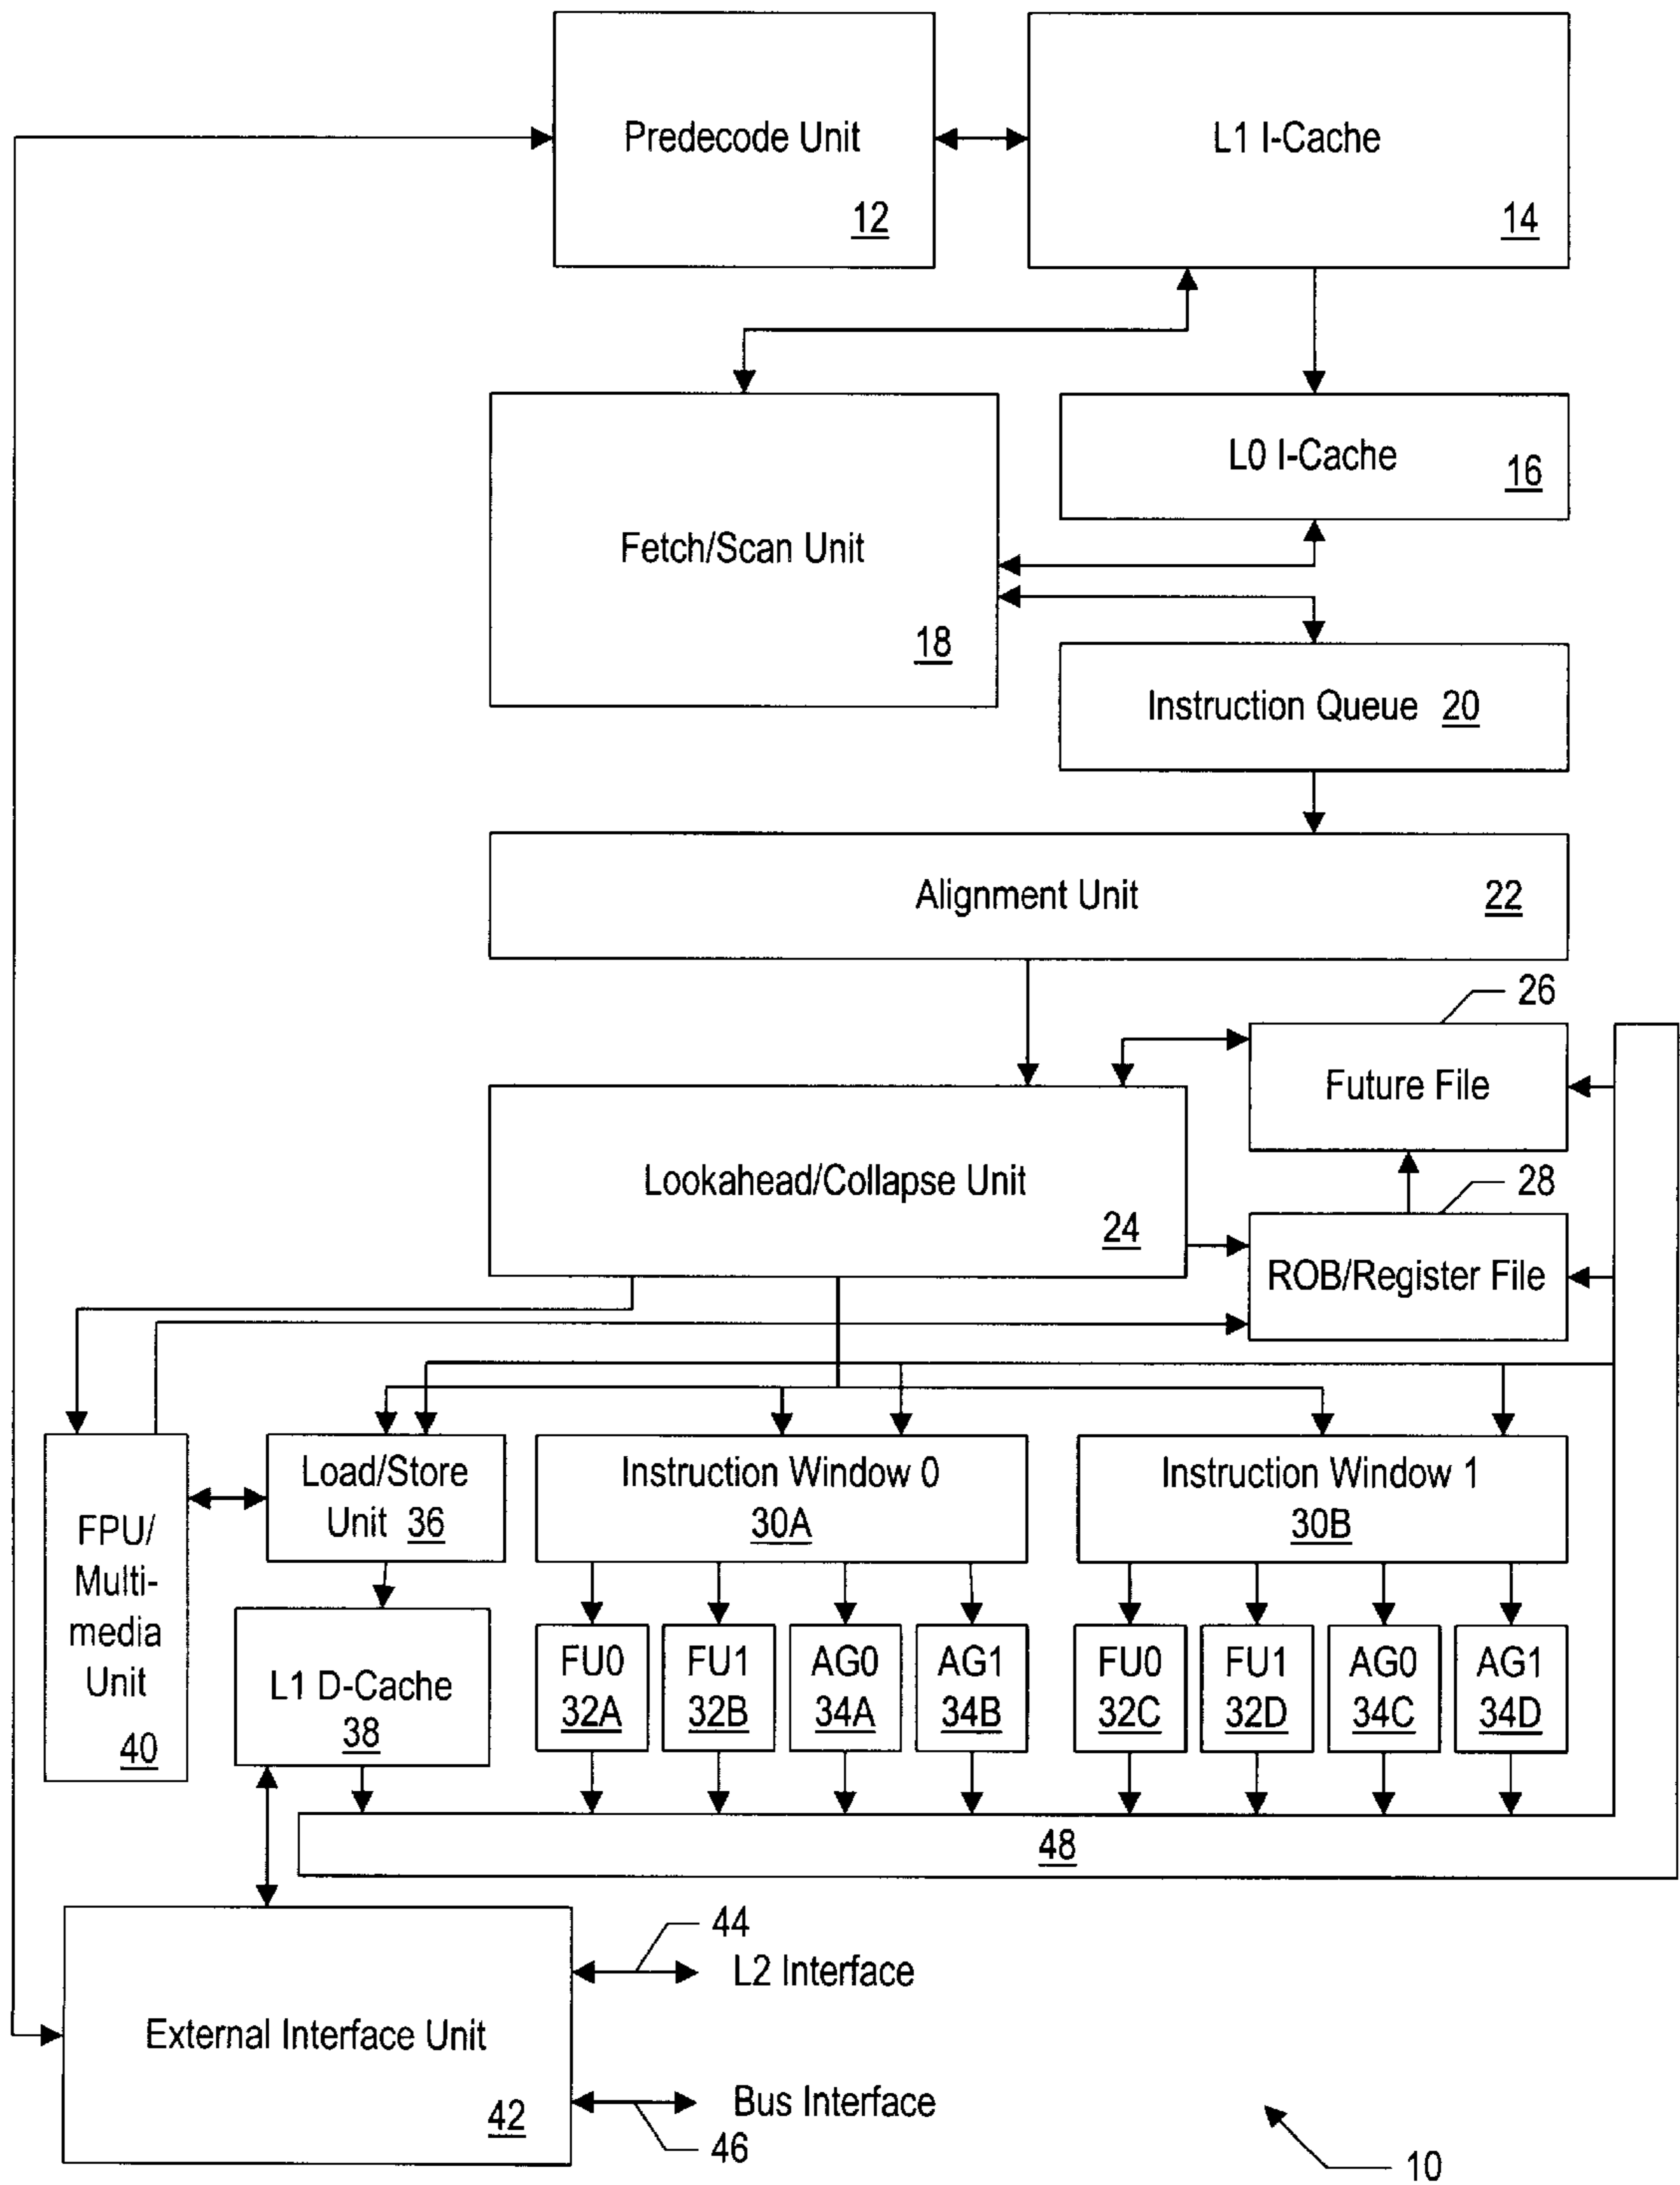 Predecode Unit
12
L1 I-Cache
14
L0 I-Cache
16
Fetch/Scan Unit
18
Instruction Queue 20
Alignment Unit
22
26
Future File
Lookahead/Collapse Unit
24
28
ROB/Register File
FPU/
Multi-
media
Unit
40
Load/Store
Unit 36
Instruction Window 0
30A
Instruction Window 1
30B
L1 D-Cache
38
FU0
32A
FU1
32B
AG0
34A
AG1
34B
FU0
32C
FU1
32D
AG0
34C
AG1
34D
48
External Interface Unit
42
44
L2 Interface
Bus Interface
46
10